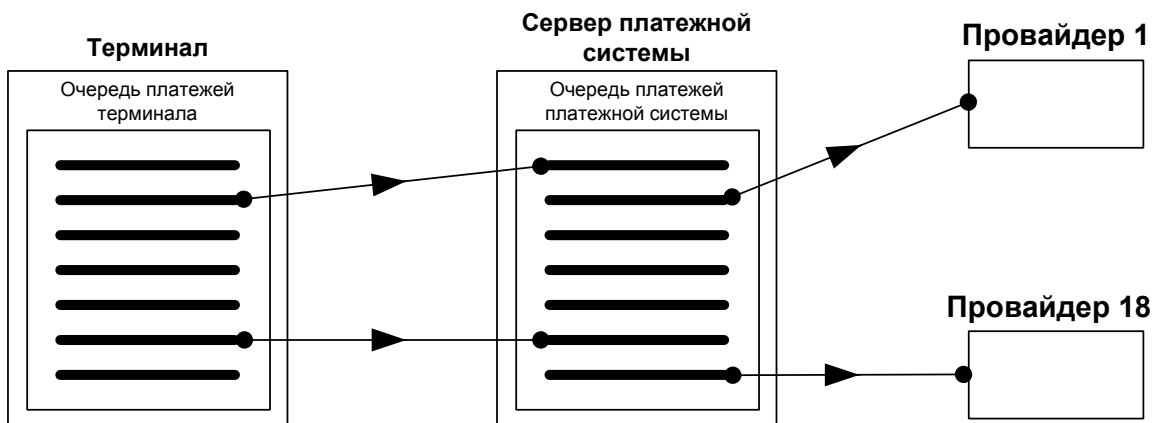 Терминал
Очередь платежей
терминала
Сервер платежной
системы
Очередь платежей
платежной системы
Провайдер 1
Провайдер 18